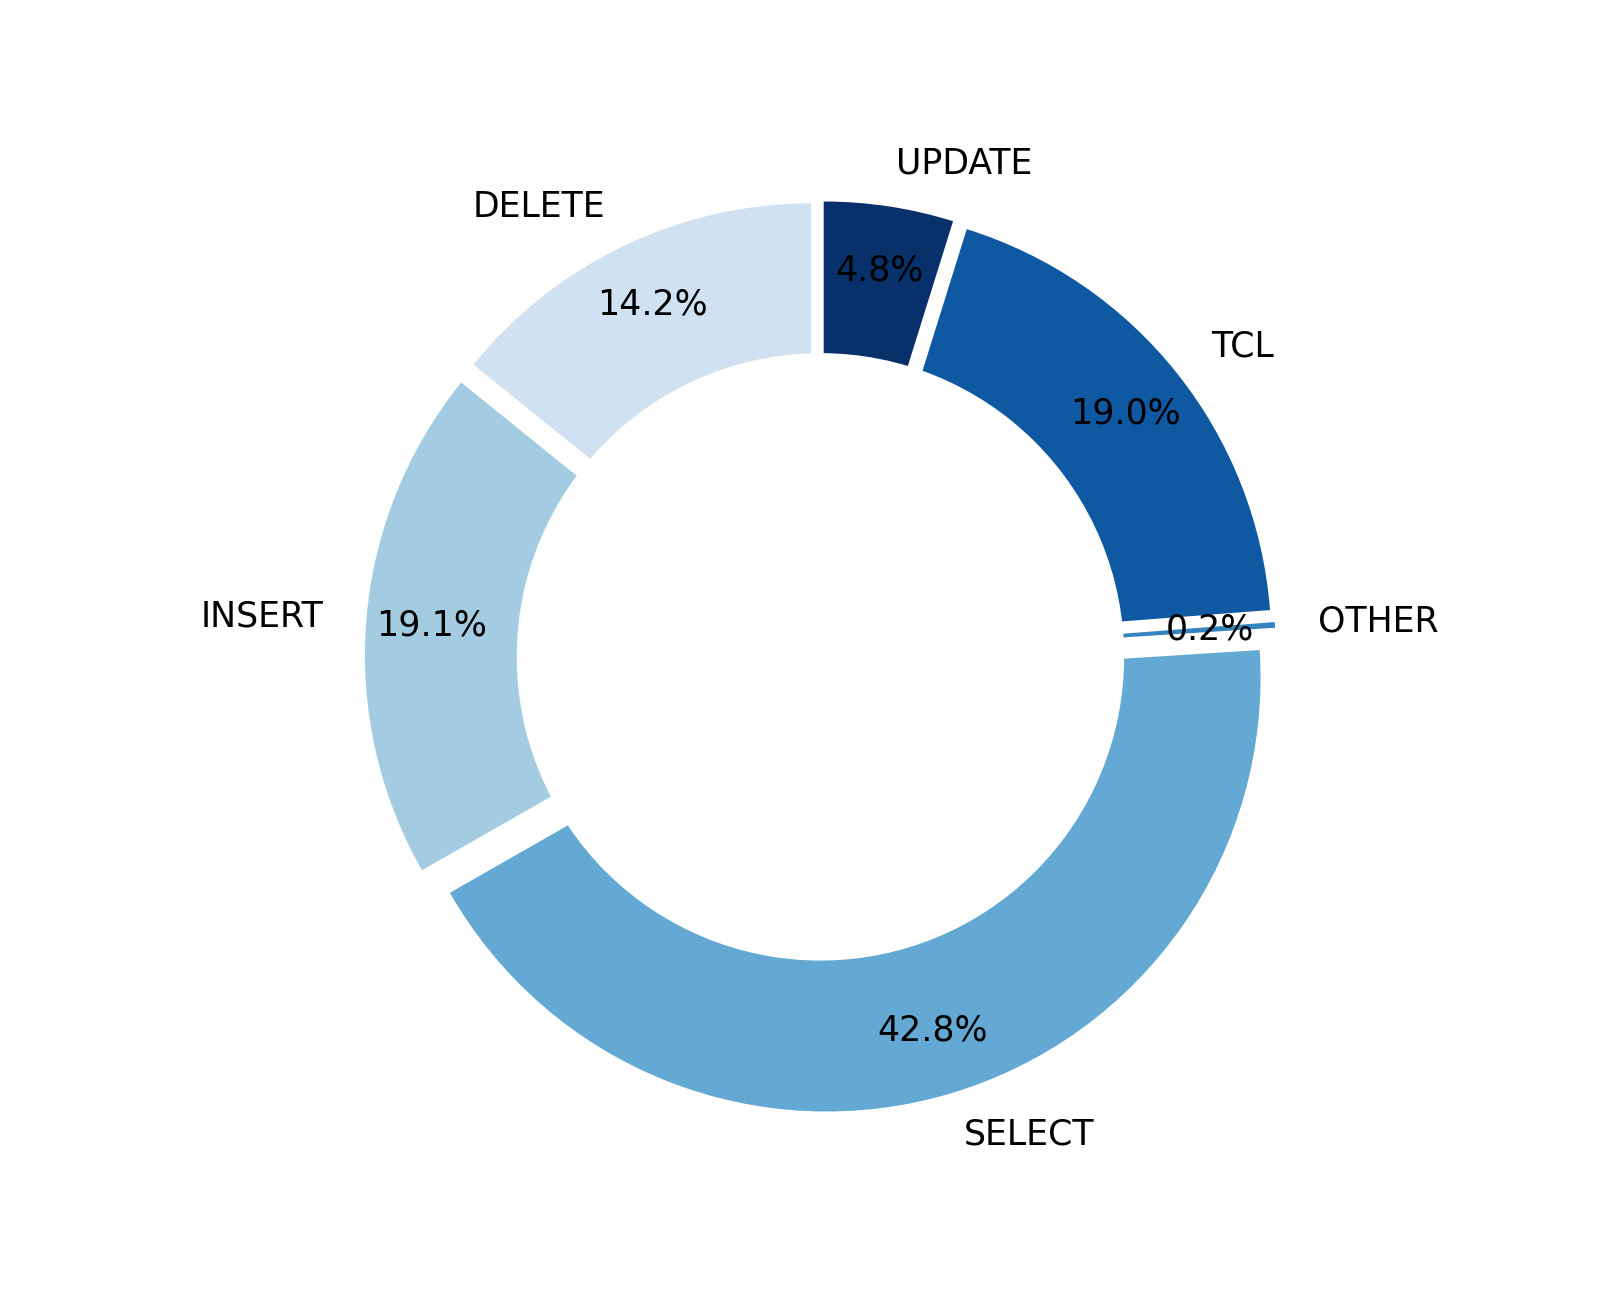 UPDATE
DELETE
4.8%
14.2%
TCL
19.0%
INSERT
19.1%
0.2%
OTHER
42.8%
SELECT